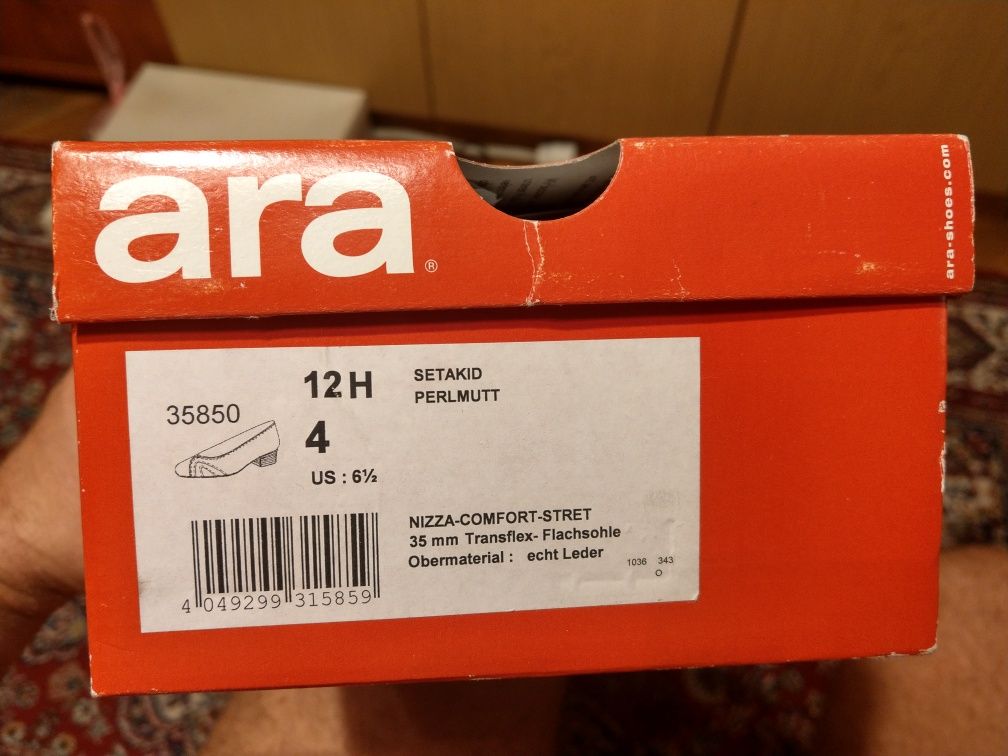 ara®
ara-shoes.com
35850
12 H
4
US : 6½
SETAKID
PERLMUTT
NIZZA-COMFORT-STRET
35 mm Transflex- Flachsohle
Obermaterial : echt Leder
1036 343
O
4 049299 315859